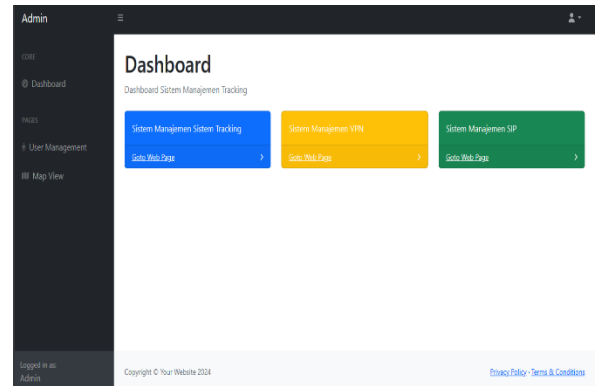 Admin
CORE
Dashboard
PAGES
User Management
Map View
Logged in as:
Admin
Dashboard
Dashboard Sistem Manajemen Tracking
Sistem Manajemen Sistem Tracking
Goto Web Page
Sistem Manajemen VPN
Goto Web Page
Sistem Manajemen SIP
Goto Web Page
Copyright © Your Website 2024
Privacy Policy · Terms & Conditions